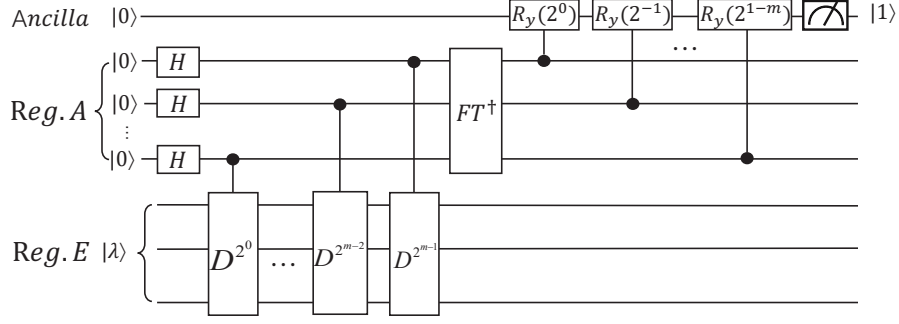 Ancilla |0⟩ R_y(2^0) R_y(2^{-1}) R_y(2^{1-m}) |1⟩
...
|0⟩ H
Reg. A |0⟩ H FT^†
⋮
|0⟩ H
Reg. E |λ⟩ D^{2^0} ... D^{2^{m-2}} D^{2^{m-1}}